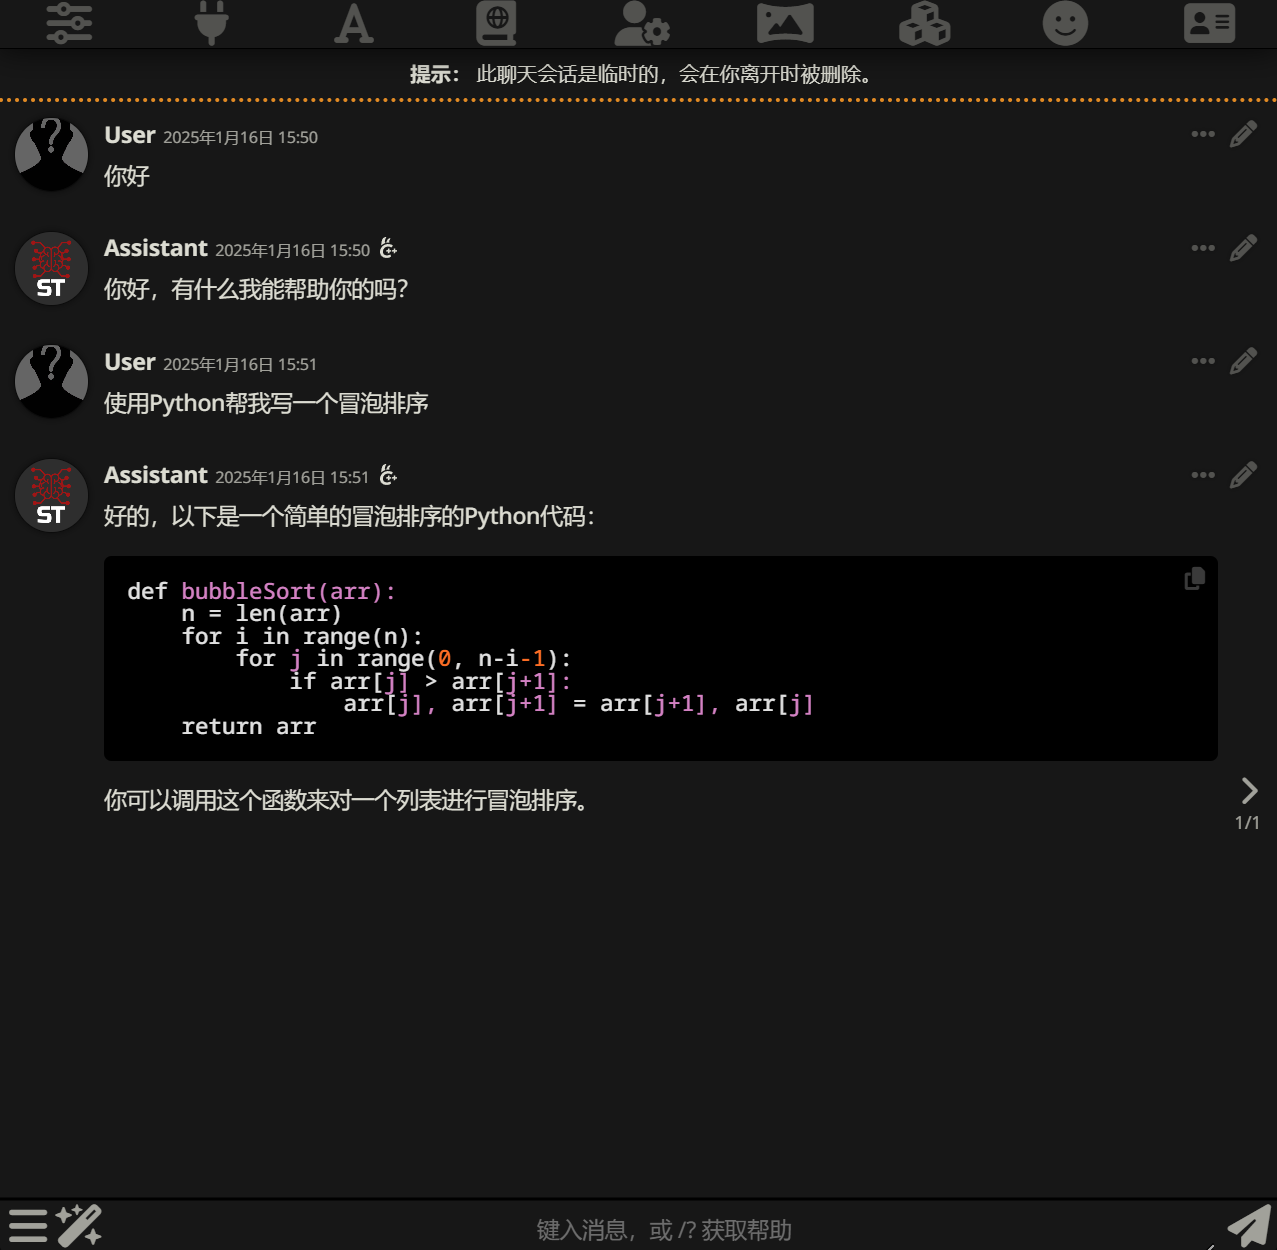 提示： 此聊天会话是临时的，会在你离开时被删除。
User 2025年1月16日 15:50
你好
Assistant 2025年1月16日 15:50
ST
你好，有什么我能帮助你的吗？
User 2025年1月16日 15:51
使用Python帮我写一个冒泡排序
Assistant 2025年1月16日 15:51
ST
好的，以下是一个简单的冒泡排序的Python代码：
def bubbleSort(arr):
    n = len(arr)
    for i in range(n):
        for j in range(0, n-i-1):
            if arr[j] > arr[j+1]:
                arr[j], arr[j+1] = arr[j+1], arr[j]
    return arr
你可以调用这个函数来对一个列表进行冒泡排序。
1/1
键入消息，或 /? 获取帮助